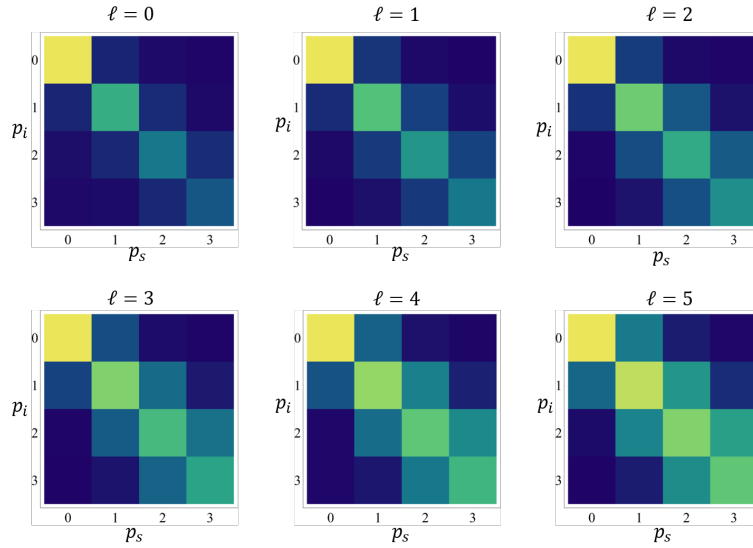 ℓ = 0
ℓ = 1
ℓ = 2
0
1
2
3
p_i
0 1 2 3
p_s
0
1
2
3
p_i
0 1 2 3
p_s
0
1
2
3
p_i
0 1 2 3
p_s
ℓ = 3
ℓ = 4
ℓ = 5
0
1
2
3
p_i
0 1 2 3
p_s
0
1
2
3
p_i
0 1 2 3
p_s
0
1
2
3
p_i
0 1 2 3
p_s